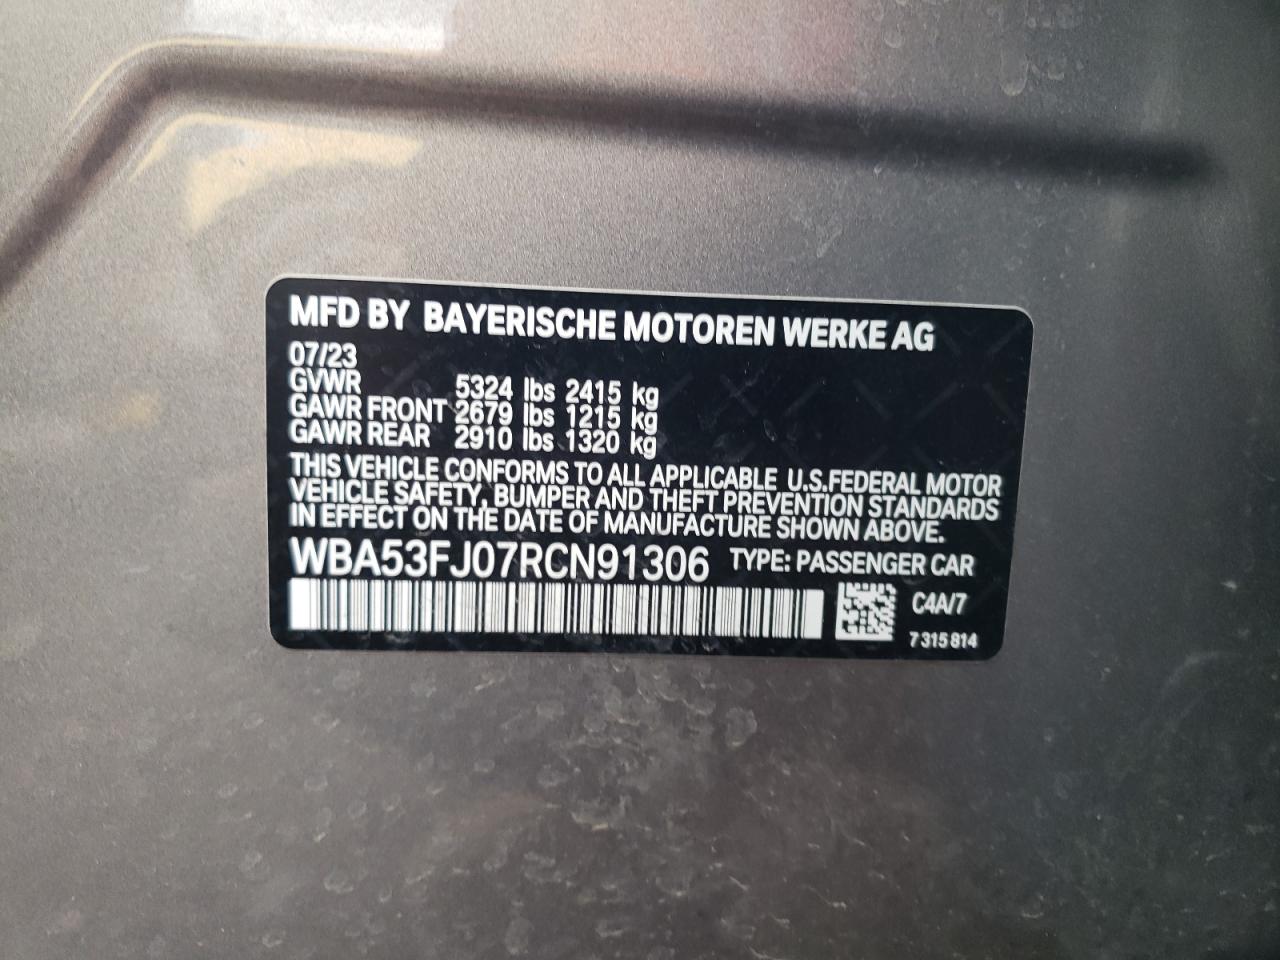 MFD BY BAYERISCHE MOTOREN WERKE AG
07/23
GVWR 5324 lbs 2415 kg
GAWR FRONT 2679 lbs 1215 kg
GAWR REAR 2910 lbs 1320 kg
THIS VEHICLE CONFORMS TO ALL APPLICABLE U.S.FEDERAL MOTOR
VEHICLE SAFETY, BUMPER AND THEFT PREVENTION STANDARDS
IN EFFECT ON THE DATE OF MANUFACTURE SHOWN ABOVE.
WBA53FJ07RCN91306 TYPE: PASSENGER CAR
C4A/7
7 315 814